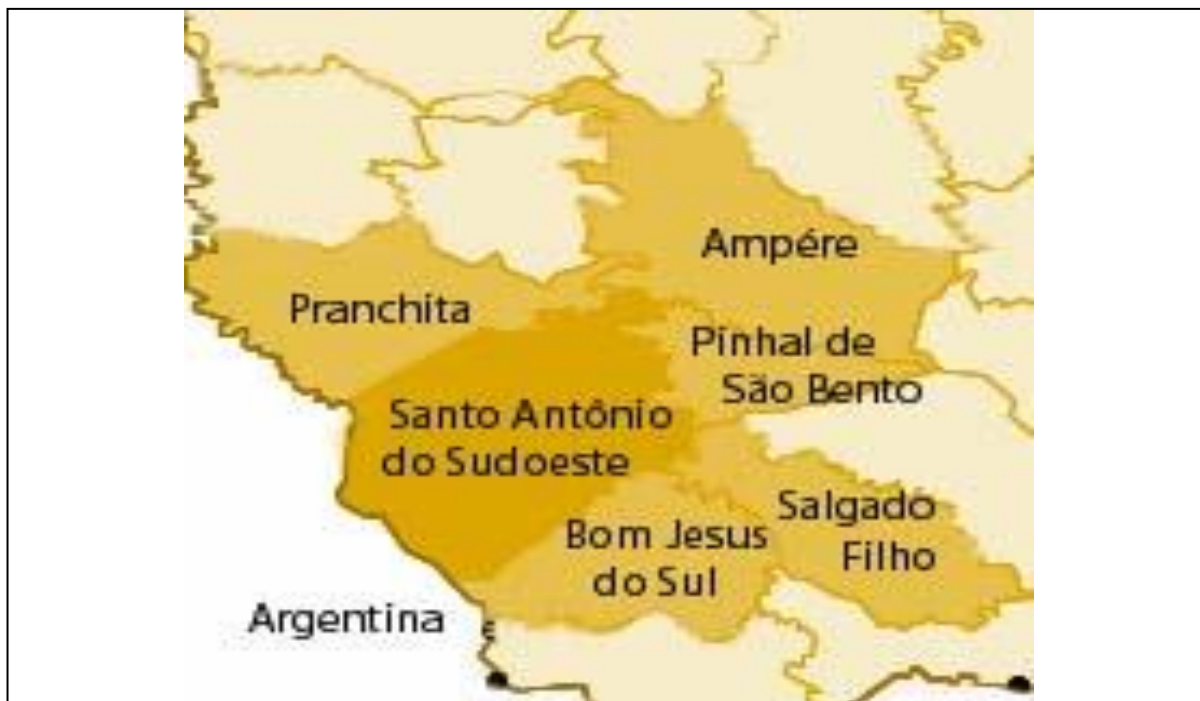 Ampére
Pranchita
Pinhal de
São Bento
Santo Antônio
do Sudoeste
Salgado
Filho
Bom Jesus
do Sul
Argentina